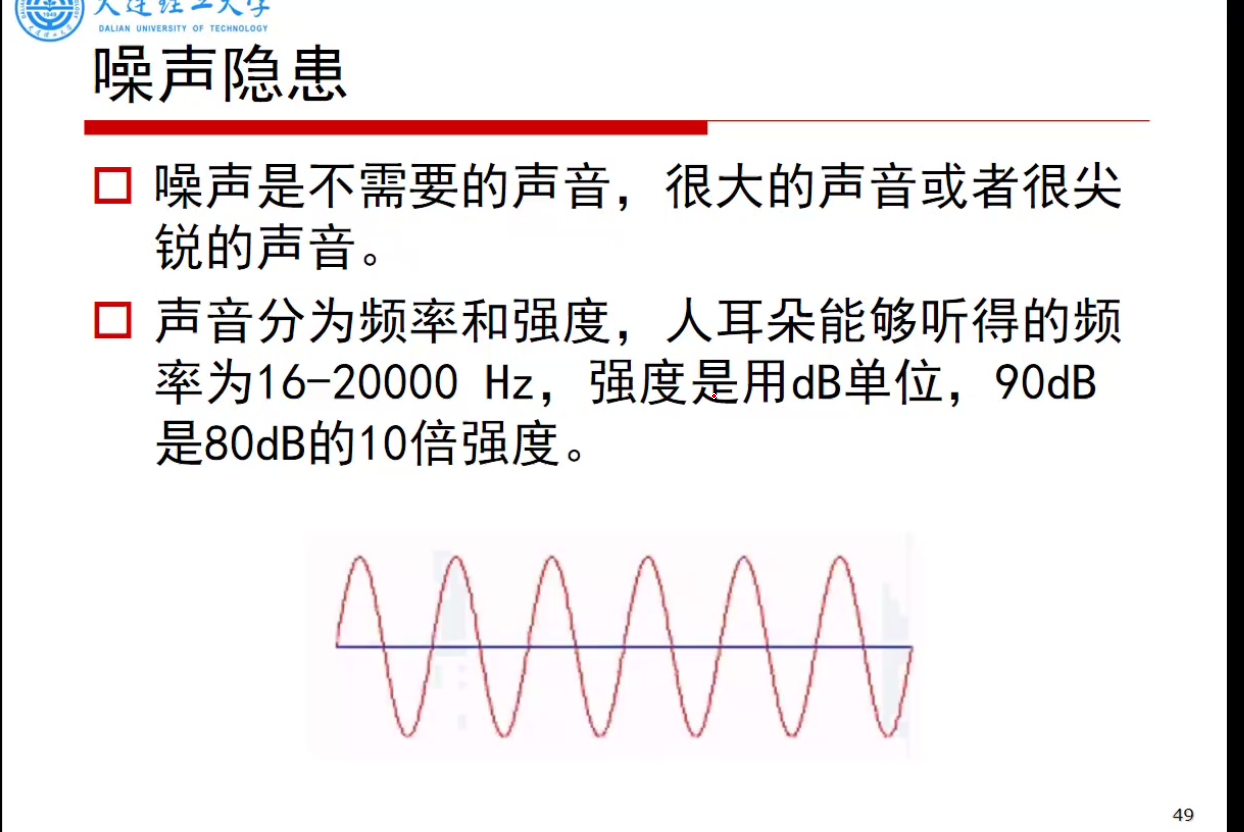 大连理工大学
DALIAN UNIVERSITY OF TECHNOLOGY
噪声隐患
噪声是不需要的声音，很大的声音或者很尖
锐的声音。
声音分为频率和强度，人耳朵能够听得的频
率为16-20000 Hz，强度是用dB单位，90dB
是80dB的10倍强度。
49